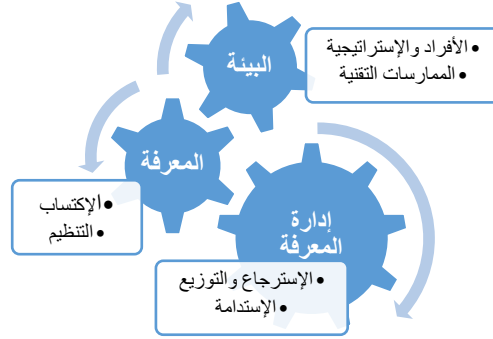 البيئة
• الأفراد والإستراتيجية
• الممارسات التقنية
المعرفة
• الإكتساب
• التنظيم
إدارة
المعرفة
• الإسترجاع والتوزيع
• الإستدامة